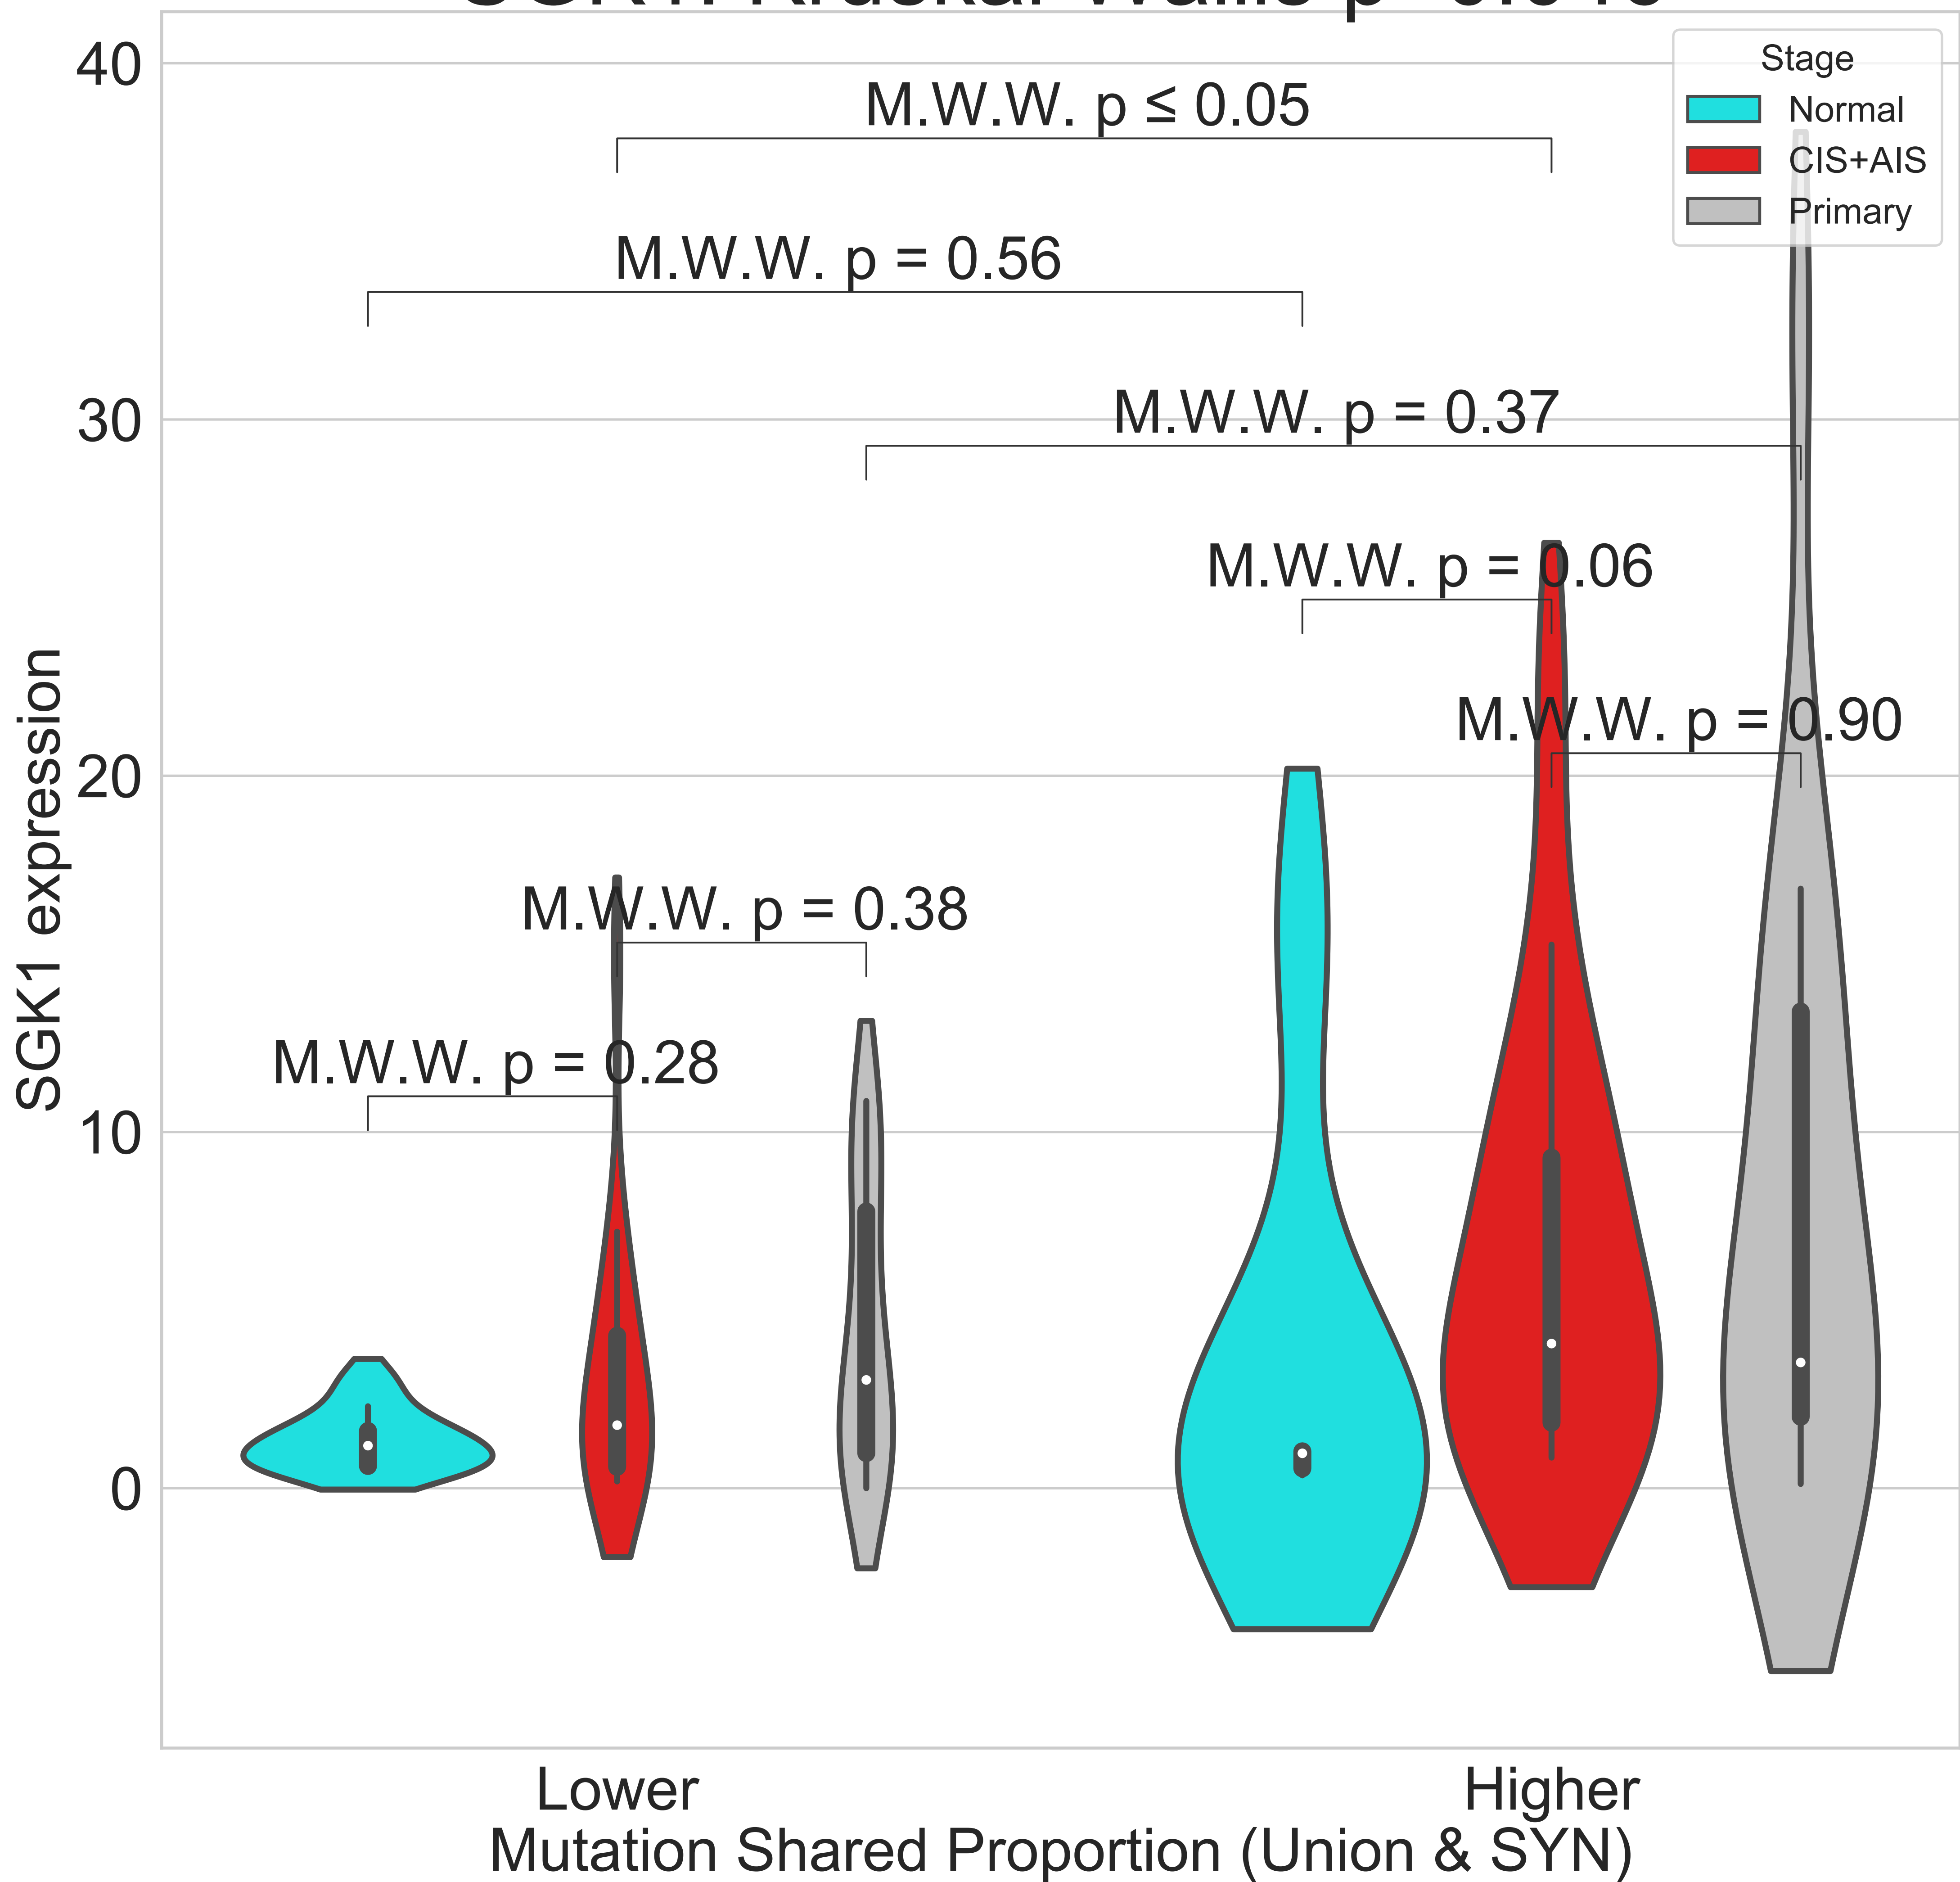 40
M.W.W. p ≤ 0.05
Stage
Normal
CIS+AIS
Primary
M.W.W. p = 0.56
30
M.W.W. p = 0.37
M.W.W. p = 0.06
20
M.W.W. p = 0.90
M.W.W. p = 0.38
M.W.W. p = 0.28
10
0
SGK1 expression
Lower
Higher
Mutation Shared Proportion (Union & SYN)